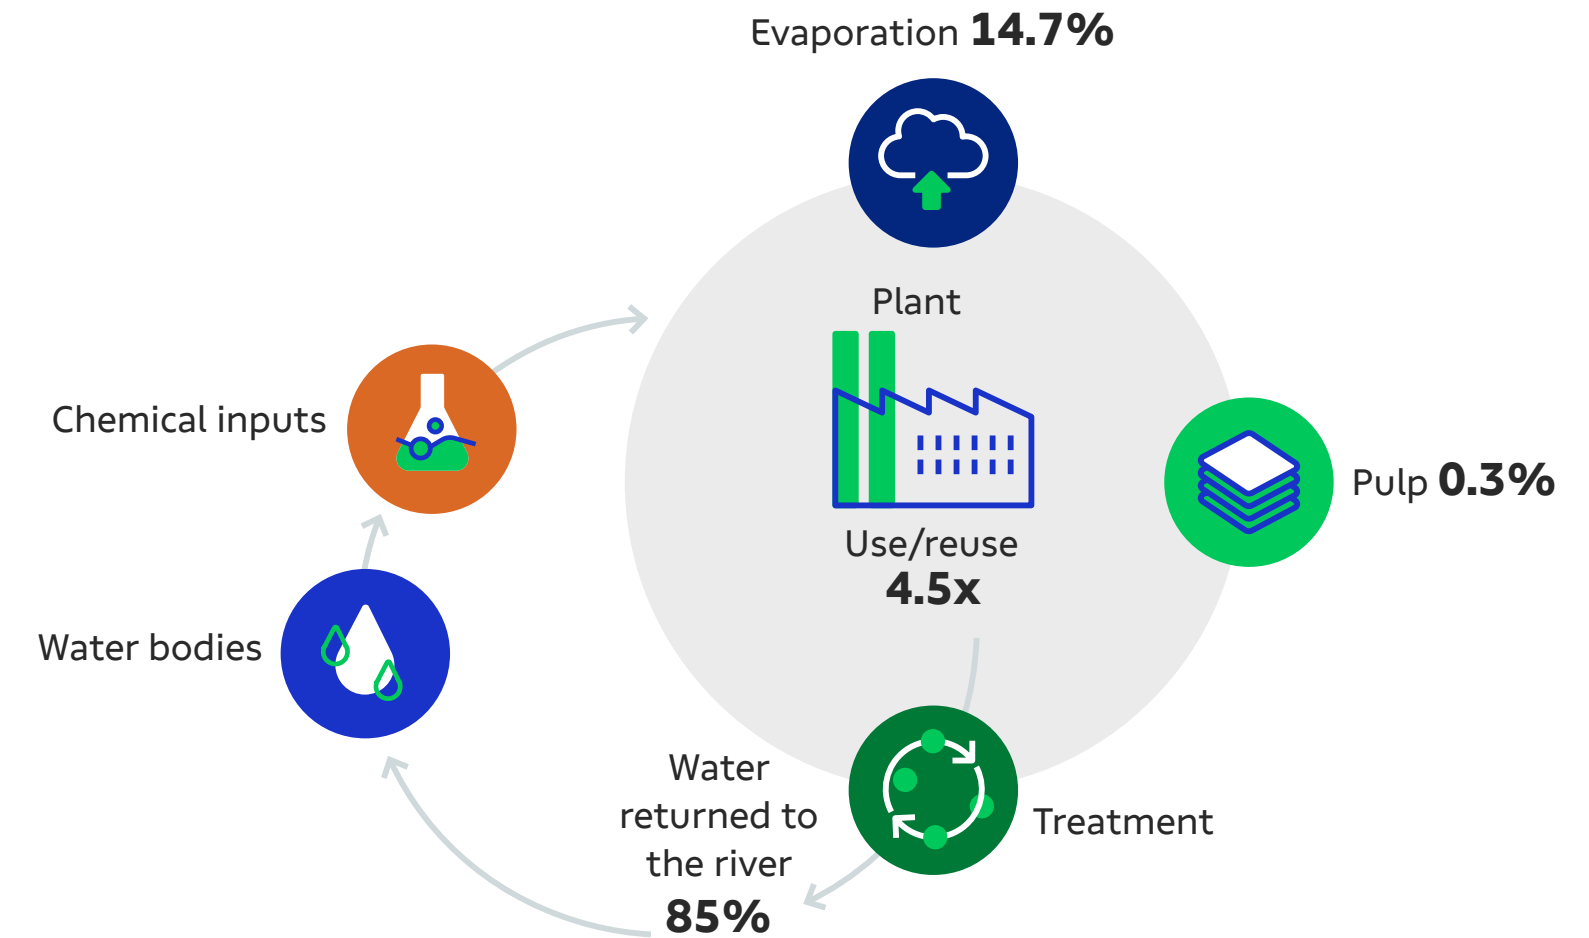 Evaporation 14.7%
Plant
Chemical inputs
Pulp 0.3%
Use/reuse
4.5x
Water bodies
Water
returned to
the river
85%
Treatment